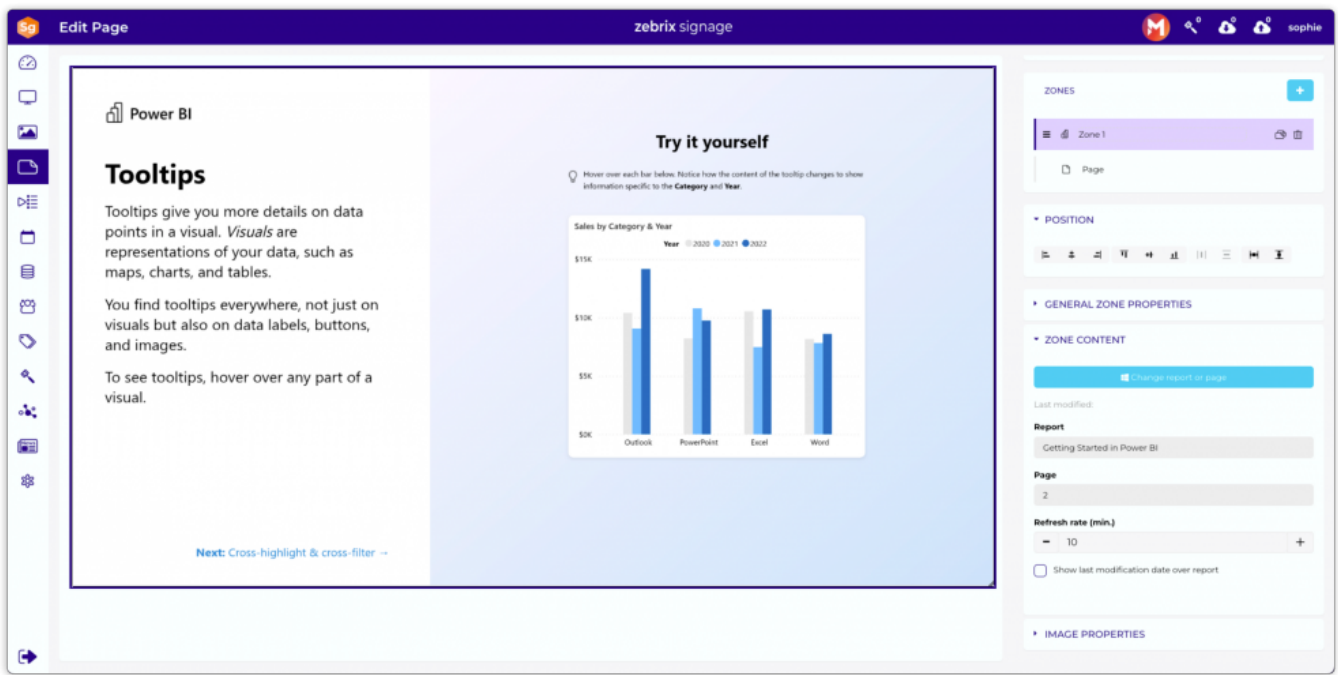 Sg
Edit Page
zebrix signage
M
0
0
0
sophie
Power BI
Tooltips
Tooltips give you more details on data
points in a visual. Visuals are
representations of your data, such as
maps, charts, and tables.
You find tooltips everywhere, not just on
visuals but also on data labels, buttons,
and images.
To see tooltips, hover over any part of a
visual.
Next: Cross-highlight & cross-filter →
Try it yourself
Hover over each bar below. Notice how the content of the tooltip changes to show
information specific to the Category and Year.
Sales by Category & Year
Year 2020 2021 2022
$15K
$10K
$5K
$0K
Outlook PowerPoint Excel Word
ZONES
+
Zone 1
Page
POSITION
GENERAL ZONE PROPERTIES
ZONE CONTENT
Change report or page
Last modified:
Report
Getting Started in Power BI
Page
2
Refresh rate (min.)
- 10 +
Show last modification date over report
IMAGE PROPERTIES